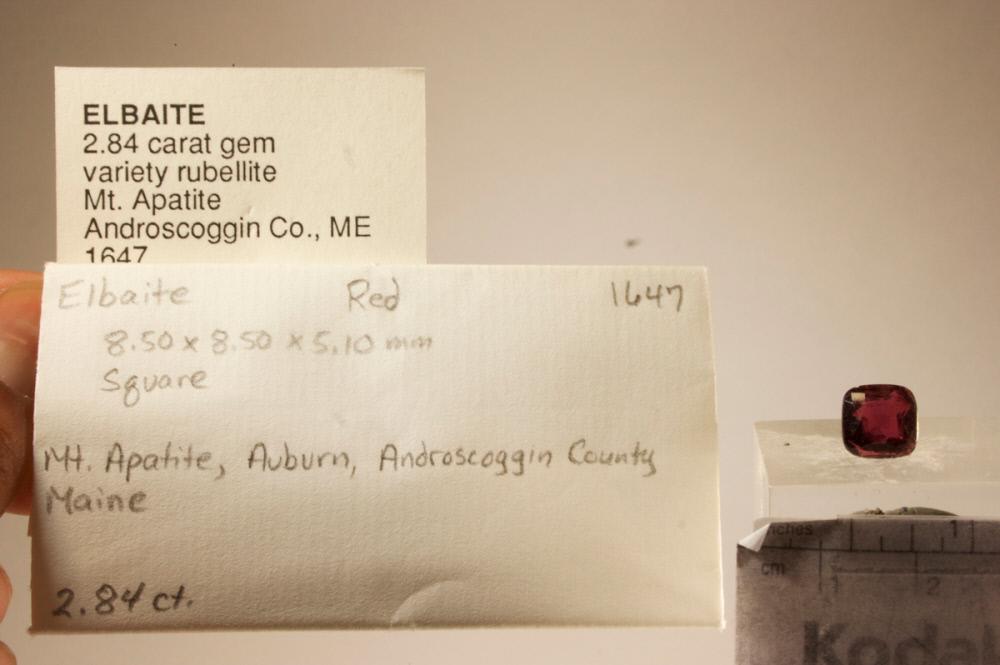 ELBAITE
2.84 carat gem
variety rubellite
Mt. Apatite
Androscoggin Co., ME
1647
Elbaite Red 1647
8.50 x 8.50 x 5.10 mm
Square
Mt. Apatite, Auburn, Androscoggin County
Maine
2.84 ct.
inches 1
cm 1 2
Kodak